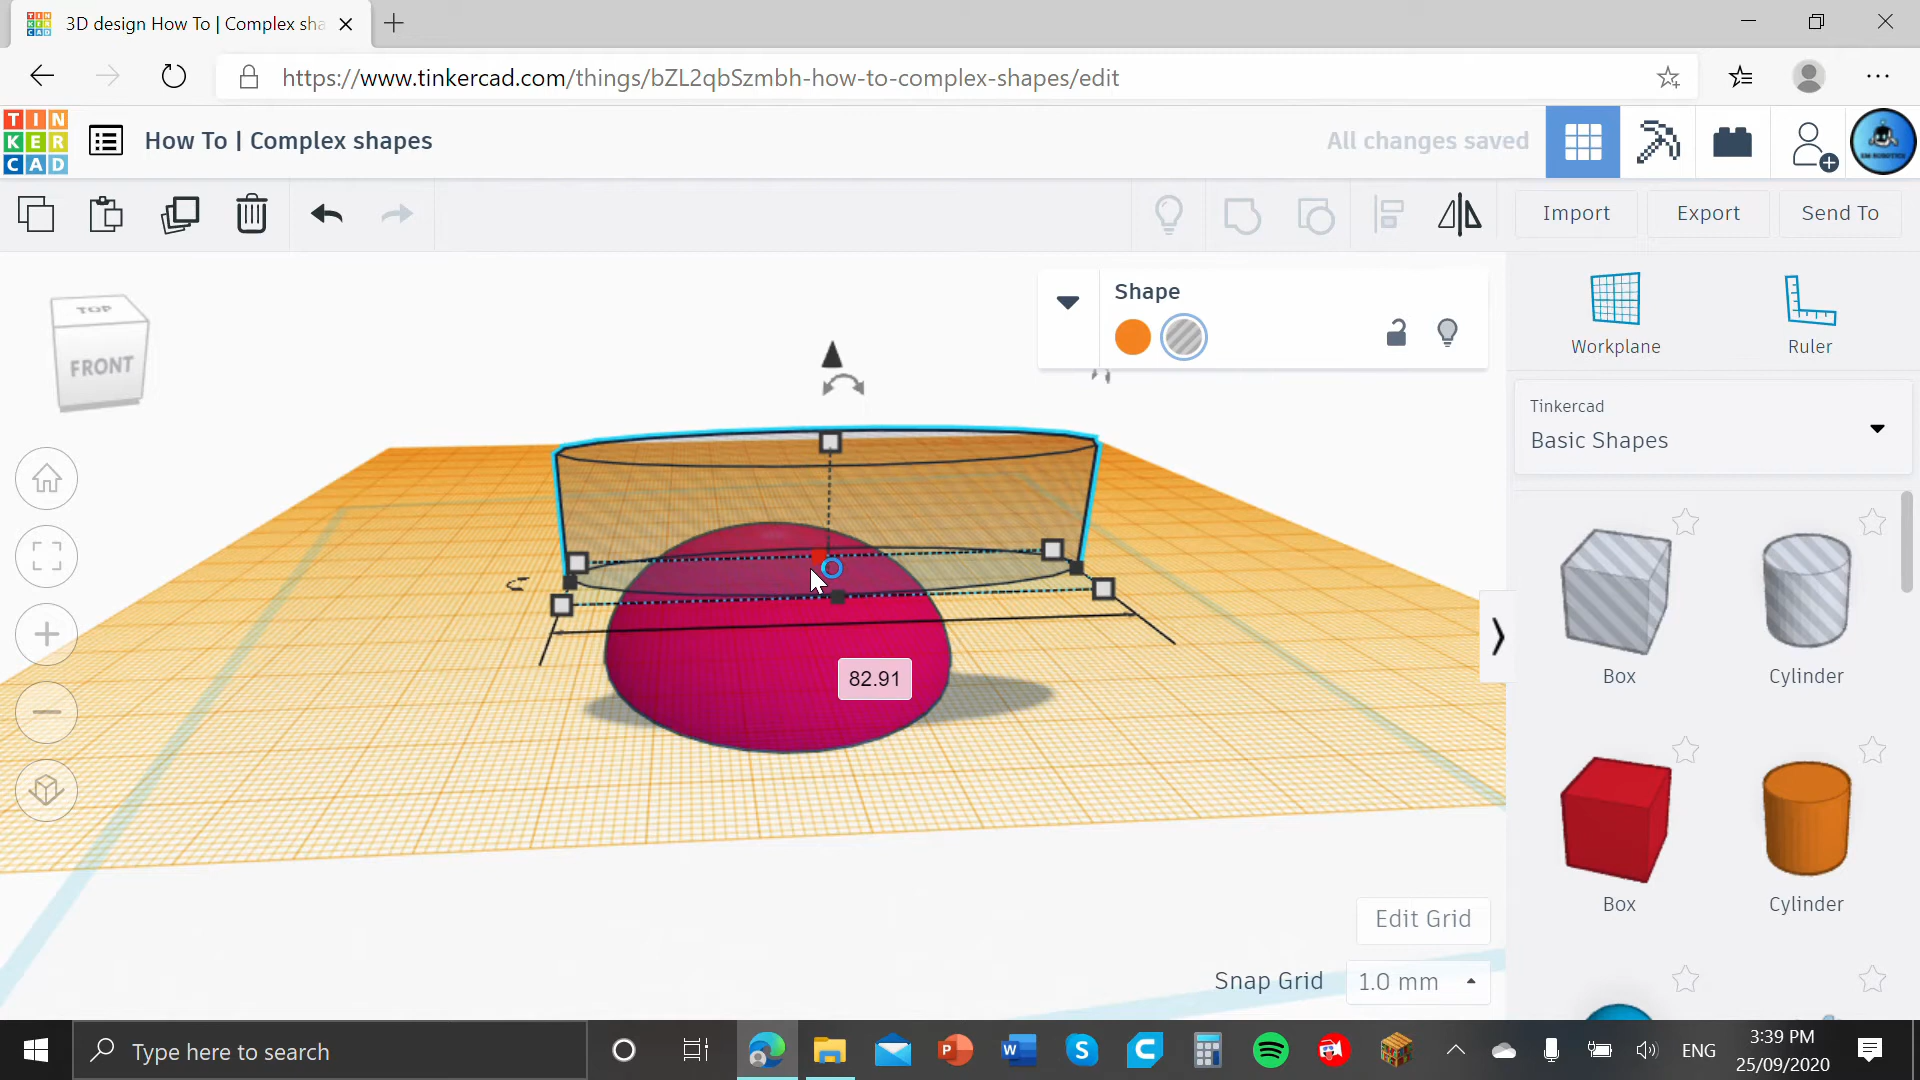 3D design How To | Complex sha
https://www.tinkercad.com/things/bZL2qbSzmbh-how-to-complex-shapes/edit
TIN
KER
CAD
How To | Complex shapes
All changes saved
Import
Export
Send To
TOP
FRONT
Shape
Workplane
Ruler
Tinkercad
Basic Shapes
Box
Cylinder
82.91
Box
Cylinder
Edit Grid
Snap Grid
1.0 mm
Type here to search
ENG
3:39 PM
25/09/2020